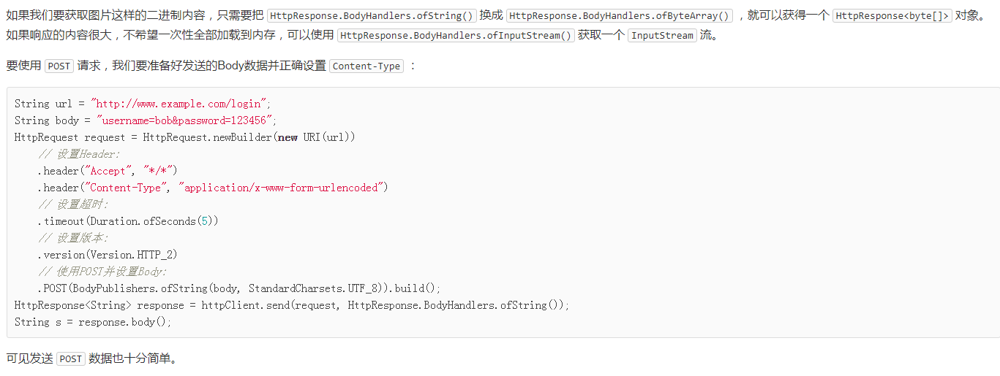 如果我们要获取图片这样的二进制内容，只需要把 HttpResponse.BodyHandlers.ofString() 换成 HttpResponse.BodyHandlers.ofByteArray() ，就可以获得一个 HttpResponse<byte[]> 对象。
如果响应的内容很大，不希望一次性全部加载到内存，可以使用 HttpResponse.BodyHandlers.ofInputStream() 获取一个 InputStream 流。
要使用 POST 请求，我们要准备好发送的Body数据并正确设置 Content-Type ：
String url = "http://www.example.com/login";
String body = "username=bob&password=123456";
HttpRequest request = HttpRequest.newBuilder(new URI(url))
    // 设置Header:
    .header("Accept", "*/*")
    .header("Content-Type", "application/x-www-form-urlencoded")
    // 设置超时:
    .timeout(Duration.ofSeconds(5))
    // 设置版本:
    .version(Version.HTTP_2)
    // 使用POST并设置Body:
    .POST(BodyPublishers.ofString(body, StandardCharsets.UTF_8)).build();
HttpResponse<String> response = httpClient.send(request, HttpResponse.BodyHandlers.ofString());
String s = response.body();
可见发送 POST 数据也十分简单。